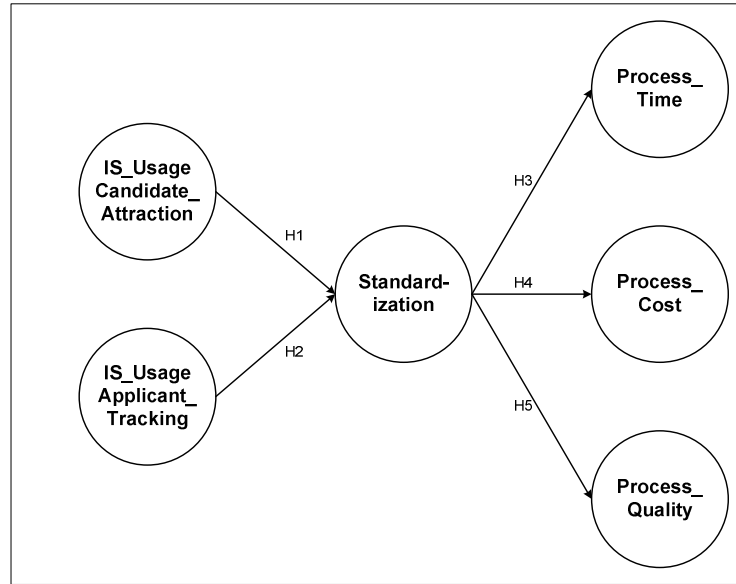 IS_Usage
Candidate_
Attraction
H1
IS_Usage
Applicant_
Tracking
H2
Standard-
ization
H3
Process_
Time
H4
Process_
Cost
H5
Process_
Quality